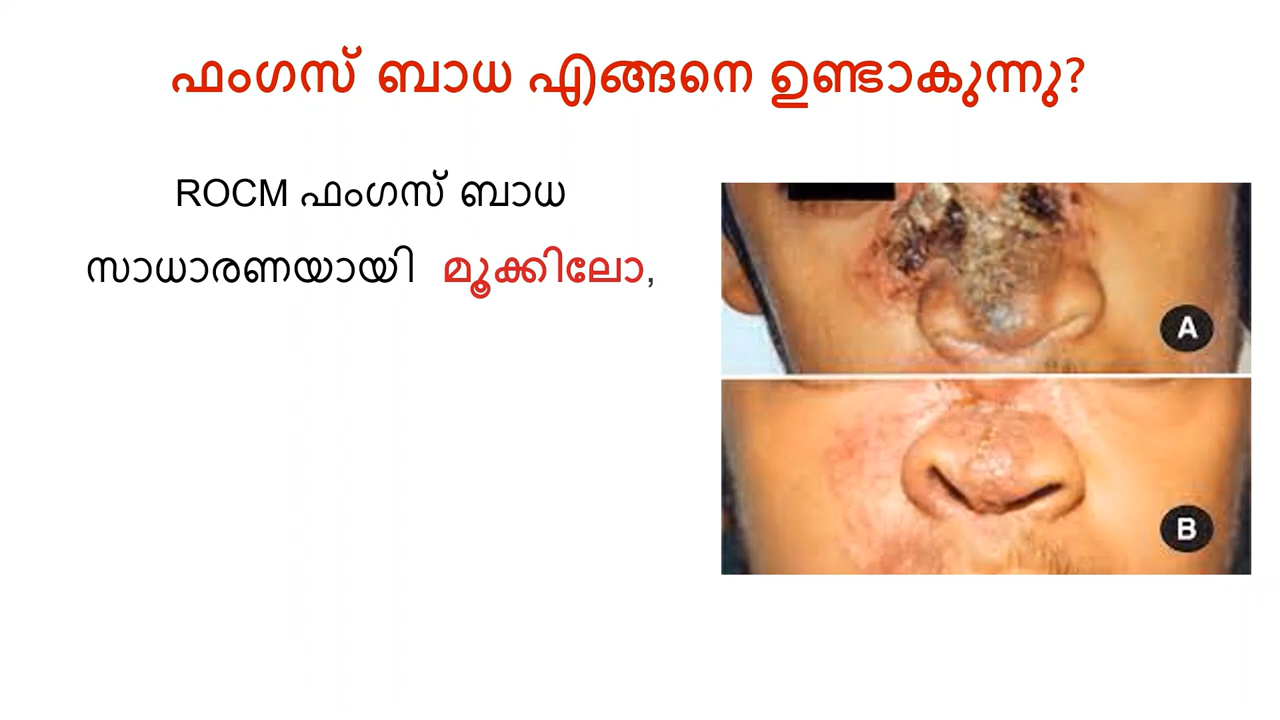 ഫംഗസ് ബാധ എങ്ങനെ ഉണ്ടാകുന്നു?
ROCM ഫംഗസ് ബാധ
സാധാരണയായി മൂക്കിലോ,
A
B